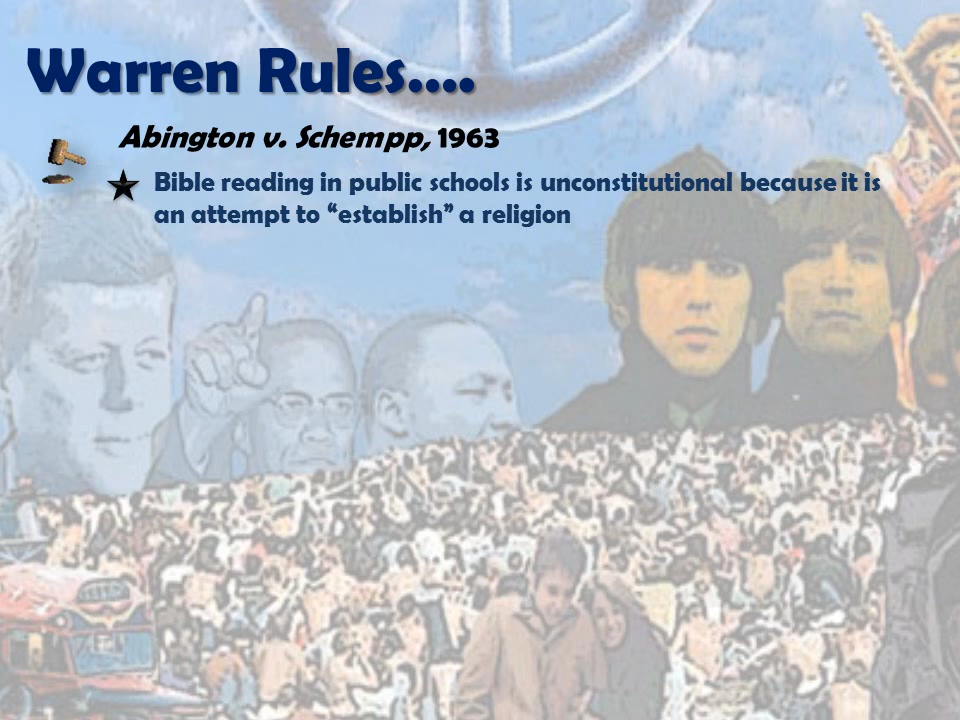 Warren Rules….
Abington v. Schempp, 1963
Bible reading in public schools is unconstitutional because it is
an attempt to “establish” a religion